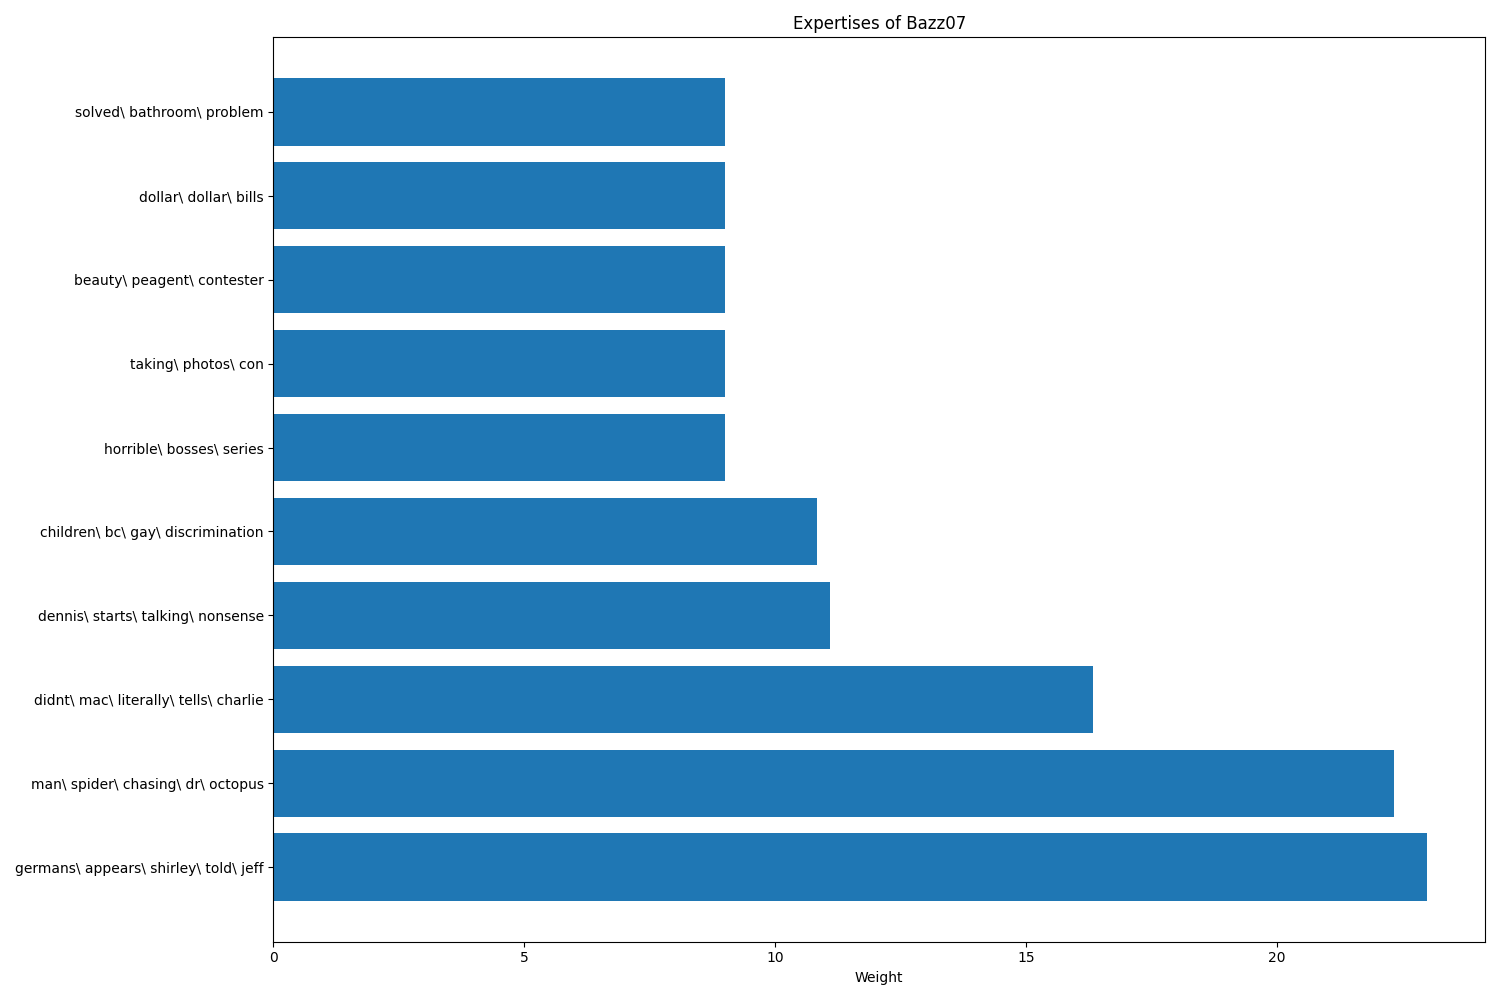 Expertises of Bazz07
solved\ bathroom\ problem
dollar\ dollar\ bills
beauty\ peagent\ contester
taking\ photos\ con
horrible\ bosses\ series
children\ bc\ gay\ discrimination
dennis\ starts\ talking\ nonsense
didnt\ mac\ literally\ tells\ charlie
man\ spider\ chasing\ dr\ octopus
germans\ appears\ shirley\ told\ jeff
0 5 10 15 20
Weight